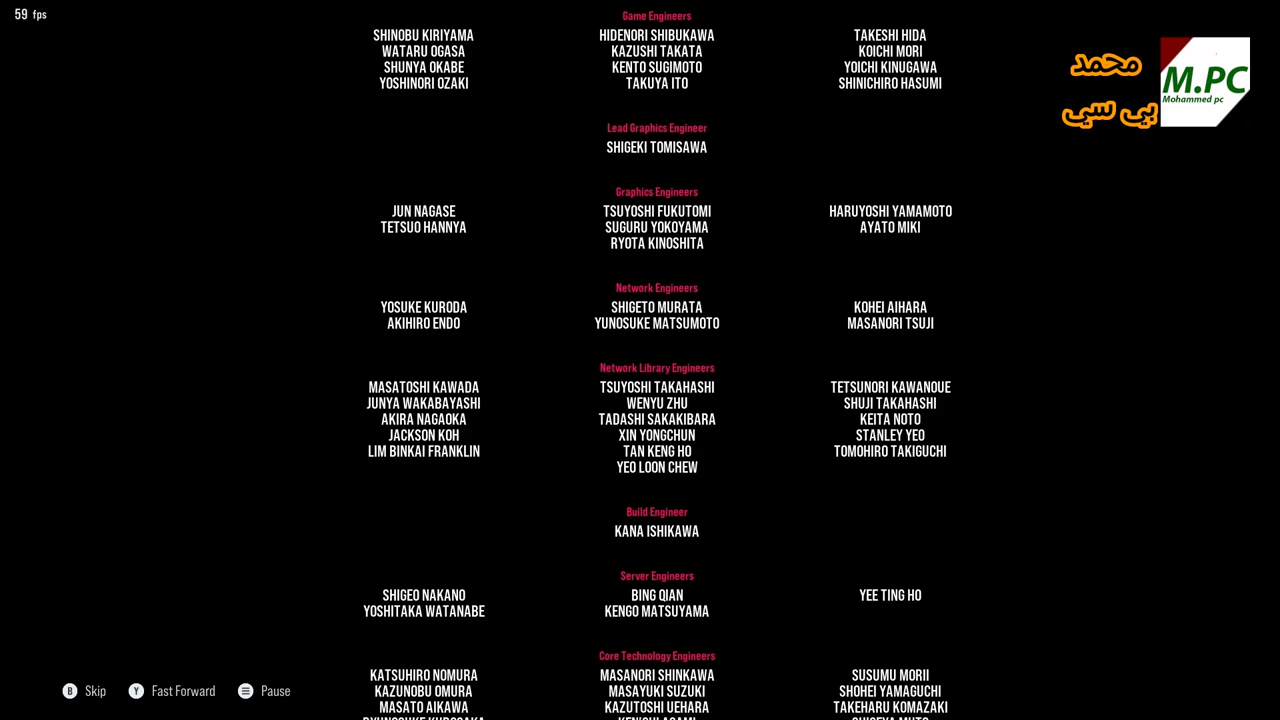 59 fps
Game Engineers
SHINOBU KIRIYAMA HIDENORI SHIBUKAWA TAKESHI HIDA
WATARU OGASA KAZUSHI TAKATA KOICHI MORI
SHUNYA OKABE KENTO SUGIMOTO YOICHI KINUGAWA
YOSHINORI OZAKI TAKUYA ITO SHINICHIRO HASUMI
محمد
بي سي
M.PC
Mohammed pc
Lead Graphics Engineer
SHIGEKI TOMISAWA
Graphics Engineers
JUN NAGASE TSUYOSHI FUKUTOMI HARUYOSHI YAMAMOTO
TETSUO HANNYA SUGURU YOKOYAMA AYATO MIKI
RYOTA KINOSHITA
Network Engineers
YOSUKE KURODA SHIGETO MURATA KOHEI AIHARA
AKIHIRO ENDO YUNOSUKE MATSUMOTO MASANORI TSUJI
Network Library Engineers
MASATOSHI KAWADA TSUYOSHI TAKAHASHI TETSUNORI KAWANOUE
JUNYA WAKABAYASHI WENYU ZHU SHUJI TAKAHASHI
AKIRA NAGAOKA TADASHI SAKAKIBARA KEITA NOTO
JACKSON KOH XIN YONGCHUN STANLEY YEO
LIM BINKAI FRANKLIN TAN KENG HO TOMOHIRO TAKIGUCHI
YEO LOON CHEW
Build Engineer
KANA ISHIKAWA
Server Engineers
SHIGEO NAKANO BING QIAN YEE TING HO
YOSHITAKA WATANABE KENGO MATSUYAMA
Core Technology Engineers
KATSUHIRO NOMURA MASANORI SHINKAWA SUSUMU MORII
KAZUNOBU OMURA MASAYUKI SUZUKI SHOHEI YAMAGUCHI
MASATO AIKAWA KAZUTOSHI UEHARA TAKEHARU KOMAZAKI
B Skip Y Fast Forward Pause